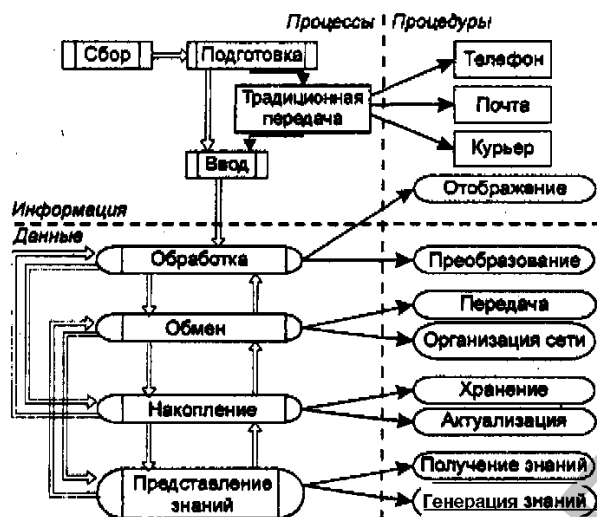 Процессы
Процедуры
Сбор
Подготовка
Телефон
Традиционная
передача
Почта
Курьер
Ввод
Отображение
Информация
Данные
Обработка
Преобразование
Передача
Обмен
Организация сети
Хранение
Накопление
Актуализация
Получение знаний
Представление
знаний
Генерация знаний